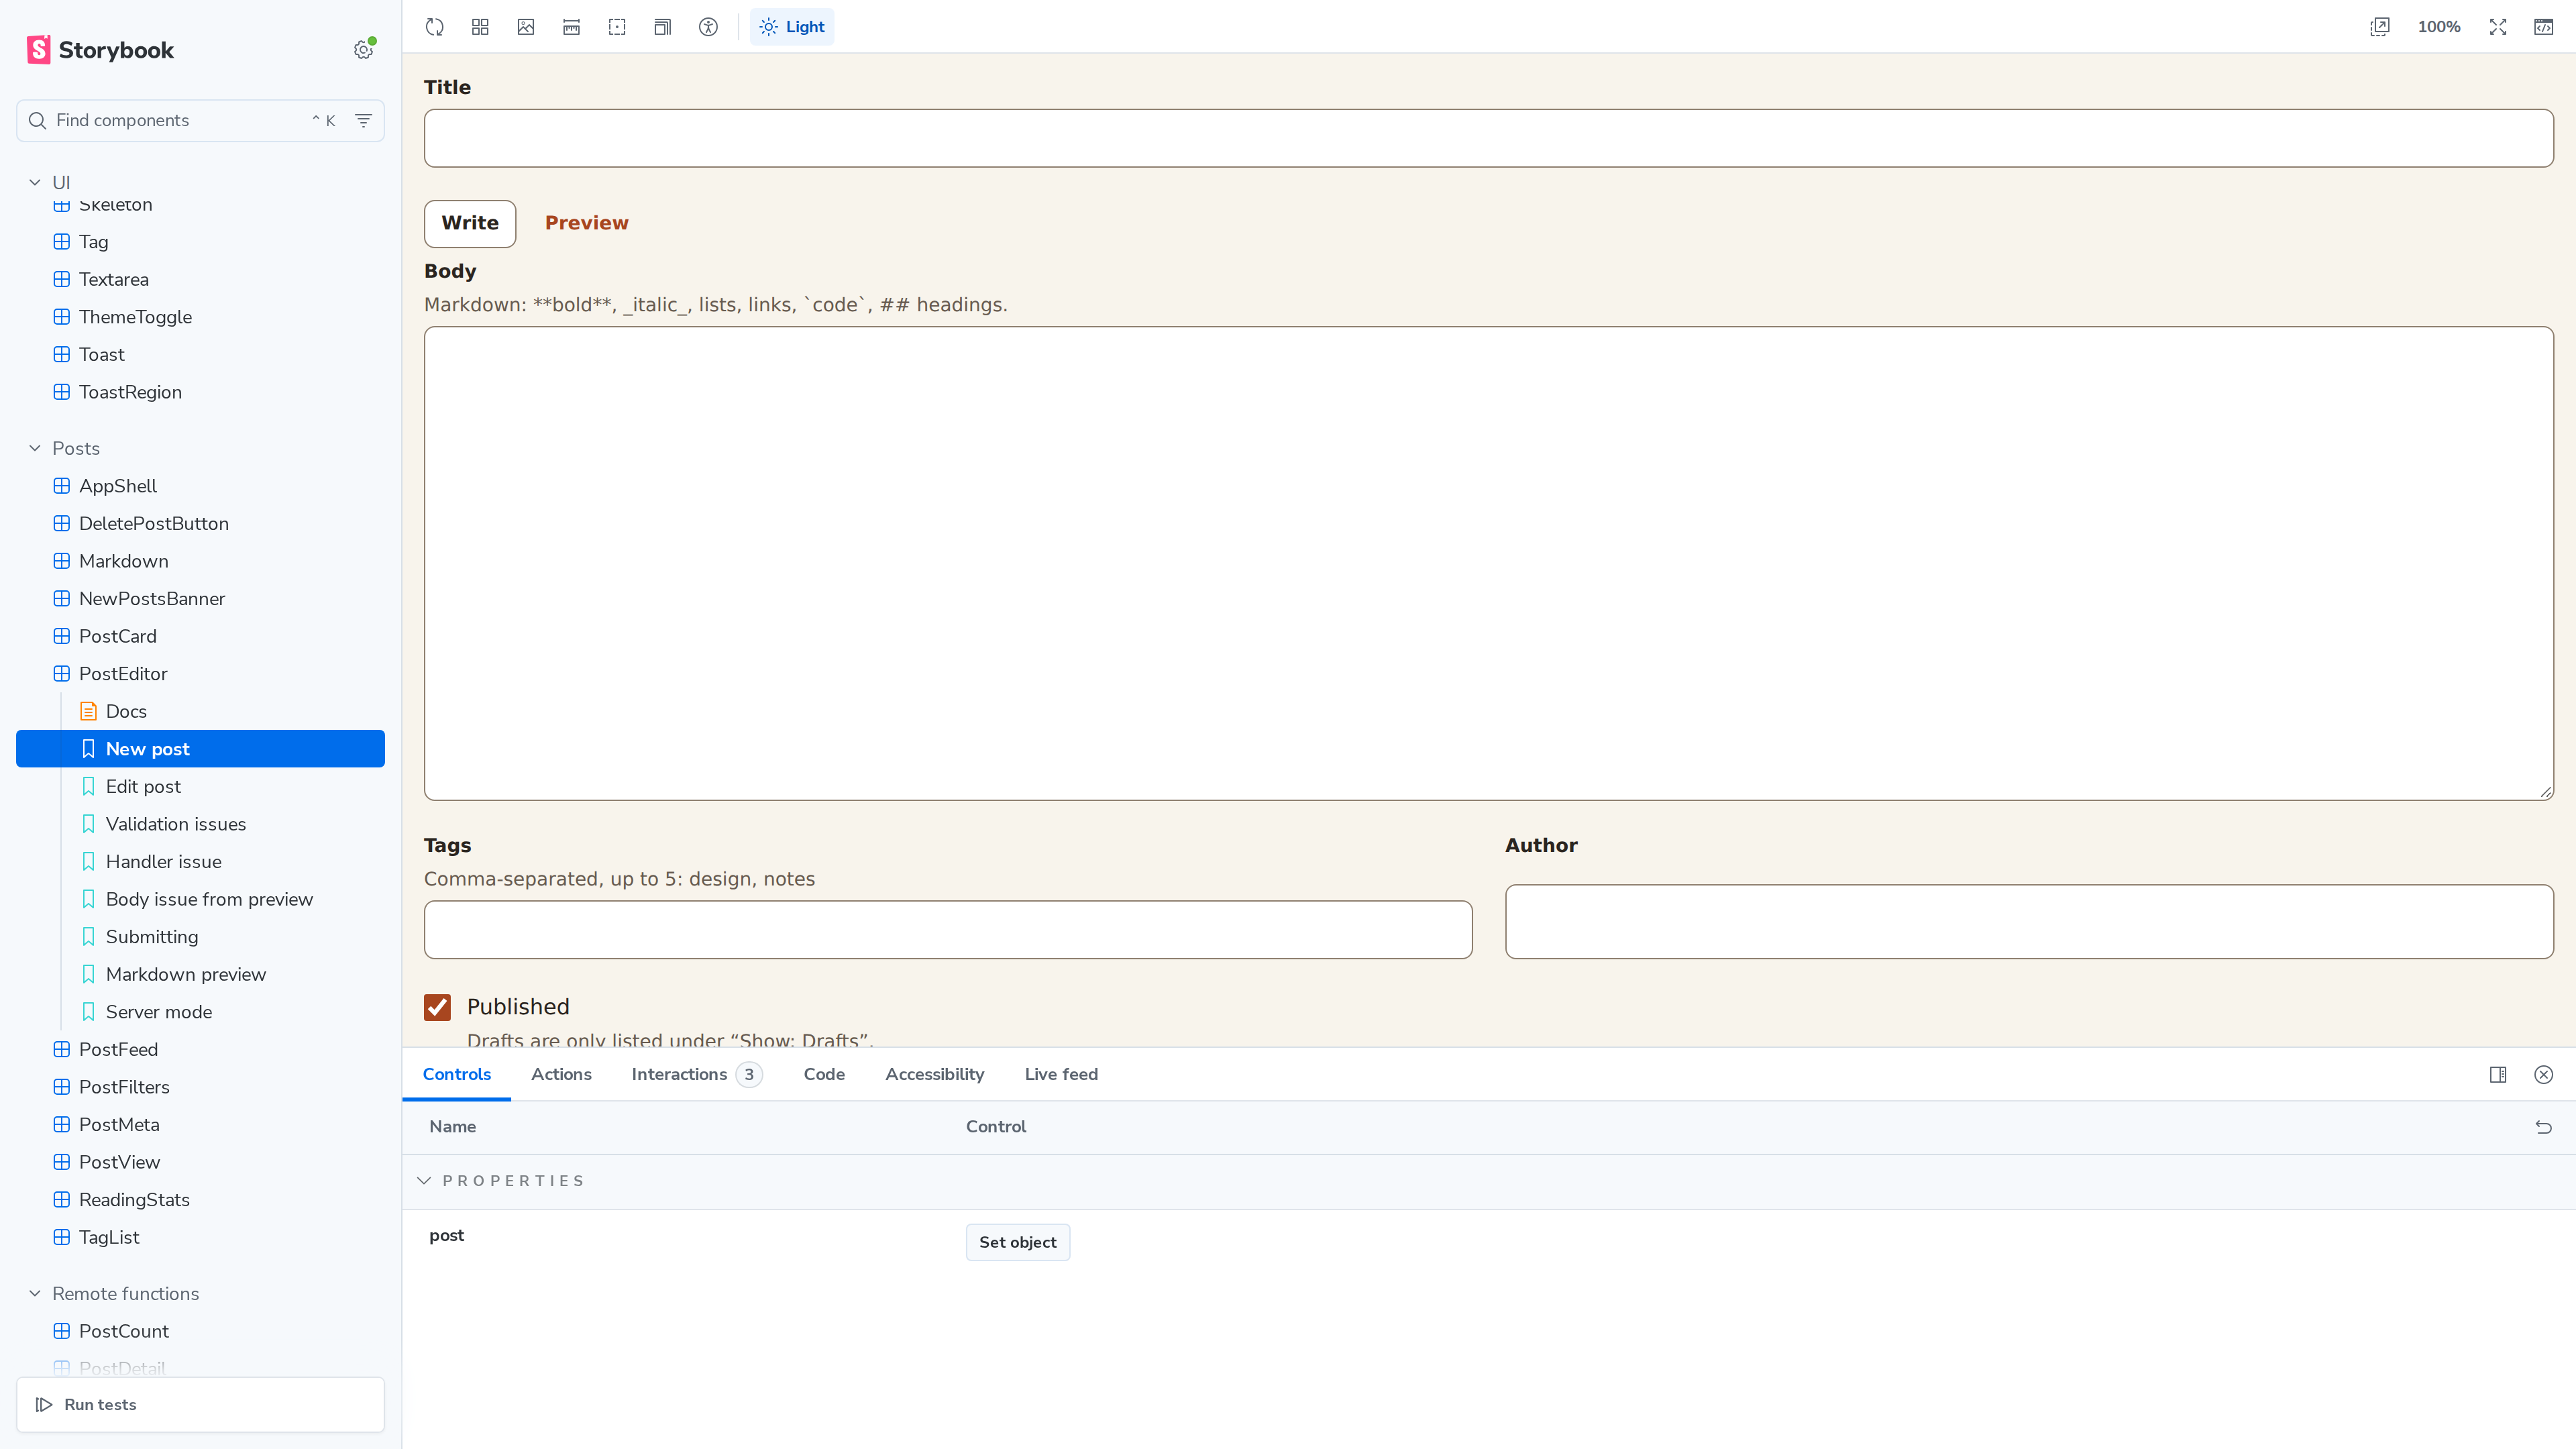 Storybook
Find components
⌃ K
UI
Skeleton
Tag
Textarea
ThemeToggle
Toast
ToastRegion
Posts
AppShell
DeletePostButton
Markdown
NewPostsBanner
PostCard
PostEditor
Docs
New post
Edit post
Validation issues
Handler issue
Body issue from preview
Submitting
Markdown preview
Server mode
PostFeed
PostFilters
PostMeta
PostView
ReadingStats
TagList
Remote functions
PostCount
PostDetail
Run tests
Light
100%
Title
Write Preview
Body
Markdown: **bold**, _italic_, lists, links, `code`, ## headings.
Tags
Comma-separated, up to 5: design, notes
Author
Published
Drafts are only listed under “Show: Drafts”.
Controls Actions Interactions 3 Code Accessibility Live feed
Name Control
PROPERTIES
post Set object